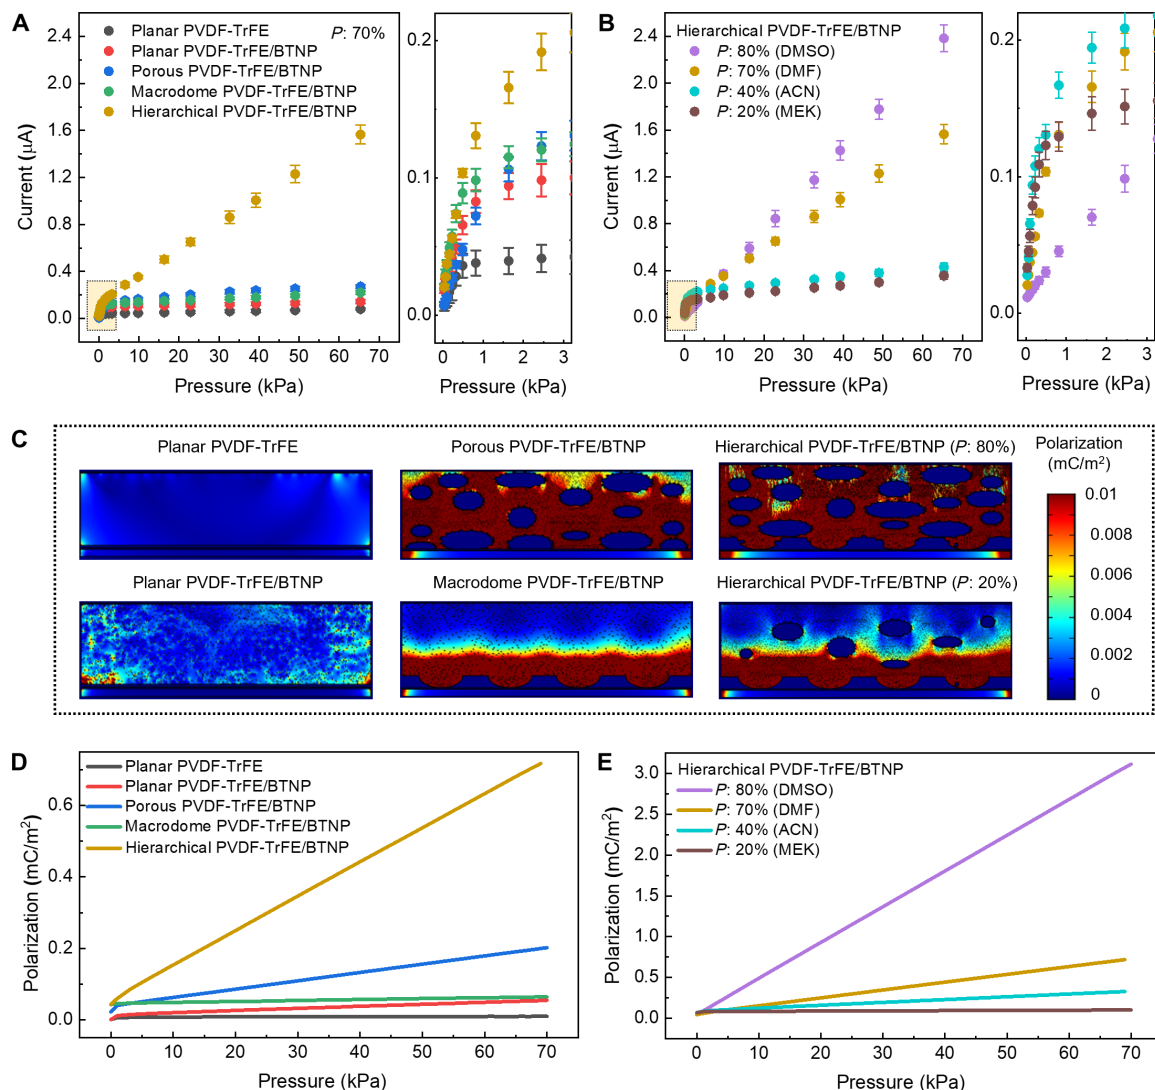 A
Planar PVDF-TrFE
P: 70%
Planar PVDF-TrFE/BTNP
Porous PVDF-TrFE/BTNP
Macrodome PVDF-TrFE/BTNP
Hierarchical PVDF-TrFE/BTNP
Current (μA)
2.4
2.0
1.6
1.2
0.8
0.4
0.0
0 10 20 30 40 50 60 70
Pressure (kPa)
0.2
0.1
0.0
0 1 2 3
Pressure (kPa)
B
Hierarchical PVDF-TrFE/BTNP
P: 80% (DMSO)
P: 70% (DMF)
P: 40% (ACN)
P: 20% (MEK)
Current (μA)
2.4
2.0
1.6
1.2
0.8
0.4
0.0
0 10 20 30 40 50 60 70
Pressure (kPa)
0.2
0.1
0.0
0 1 2 3
Pressure (kPa)
C
Planar PVDF-TrFE
Porous PVDF-TrFE/BTNP
Hierarchical PVDF-TrFE/BTNP (P: 80%)
Planar PVDF-TrFE/BTNP
Macrodome PVDF-TrFE/BTNP
Hierarchical PVDF-TrFE/BTNP (P: 20%)
Polarization
(mC/m²)
0.01
0.008
0.006
0.004
0.002
0
D
Planar PVDF-TrFE
Planar PVDF-TrFE/BTNP
Porous PVDF-TrFE/BTNP
Macrodome PVDF-TrFE/BTNP
Hierarchical PVDF-TrFE/BTNP
Polarization (mC/m²)
0.6
0.4
0.2
0.0
0 10 20 30 40 50 60 70
Pressure (kPa)
E
Hierarchical PVDF-TrFE/BTNP
P: 80% (DMSO)
P: 70% (DMF)
P: 40% (ACN)
P: 20% (MEK)
Polarization (mC/m²)
3.0
2.5
2.0
1.5
1.0
0.5
0.0
0 10 20 30 40 50 60 70
Pressure (kPa)